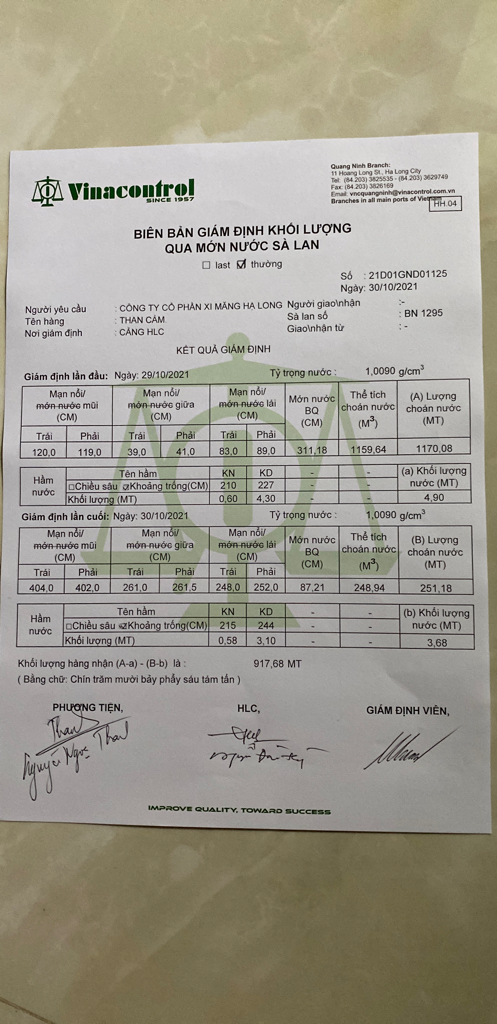 Vinacontrol
SINCE 1957
Quang Ninh Branch:
11 Hoang Long St., Ha Long City
Tel: (84.203) 3825535 - (84.203) 3629749
Fax: (84.203) 3826169
Email: vncquangninh@vinacontrol.com.vn
Branches in all main ports of Vietnam
HH.04
BIÊN BẢN GIÁM ĐỊNH KHỐI LƯỢNG
QUA MỚN NƯỚC SÀ LAN
☐ last ☑ thường
Số : 21D01GND01125
Ngày: 30/10/2021
Người yêu cầu : CÔNG TY CỔ PHẦN XI MĂNG HẠ LONG Người giao\nhận :-
Tên hàng : THAN CÁM Sà lan số : BN 1295
Nơi giám định : CẢNG HLC Giao\nhận từ : -
KẾT QUẢ GIÁM ĐỊNH
Giám định lần đầu: Ngày: 29/10/2021 Tỷ trọng nước : 1,0090 g/cm³
Mạn nổi/ Mạn nổi/ Mạn nổi/ Mớn nước Thể tích (A) Lượng
món nước mũi món nước giữa món nước lái BQ choán nước choán nước
(CM) (CM) (CM) (CM) (M³) (MT)
Trái Phải Trái Phải Trái Phải
120,0 119,0 39,0 41,0 83,0 89,0 311,18 1159,64 1170,08
Hầm nước Tên hầm KN KD - - (a) Khối lượng nước (MT)
☐Chiều sâu ☑Khoảng trống(CM) 210 227 - -
Khối lượng (MT) 0,60 4,30 - - 4,90
Giám định lần cuối: Ngày: 30/10/2021 Tỷ trọng nước : 1,0090 g/cm³
Mạn nổi/ Mạn nổi/ Mạn nổi/ Mớn nước Thể tích (B) Lượng
món nước mũi món nước giữa món nước lái BQ choán nước choán nước
(CM) (CM) (CM) (CM) (M³) (MT)
Trái Phải Trái Phải Trái Phải
404,0 402,0 261,0 261,5 248,0 252,0 87,21 248,94 251,18
Hầm nước Tên hầm KN KD - - (b) Khối lượng nước (MT)
☐Chiều sâu ☑Khoảng trống(CM) 215 244 - -
Khối lượng (MT) 0,58 3,10 - - 3,68
Khối lượng hàng nhận (A-a) - (B-b) là : 917,68 MT
( Bằng chữ: Chín trăm mười bảy phẩy sáu tám tấn )
PHƯƠNG TIỆN, HLC, GIÁM ĐỊNH VIÊN,
Than
Nguyễn Ngọc Than
IMPROVE QUALITY, TOWARD SUCCESS